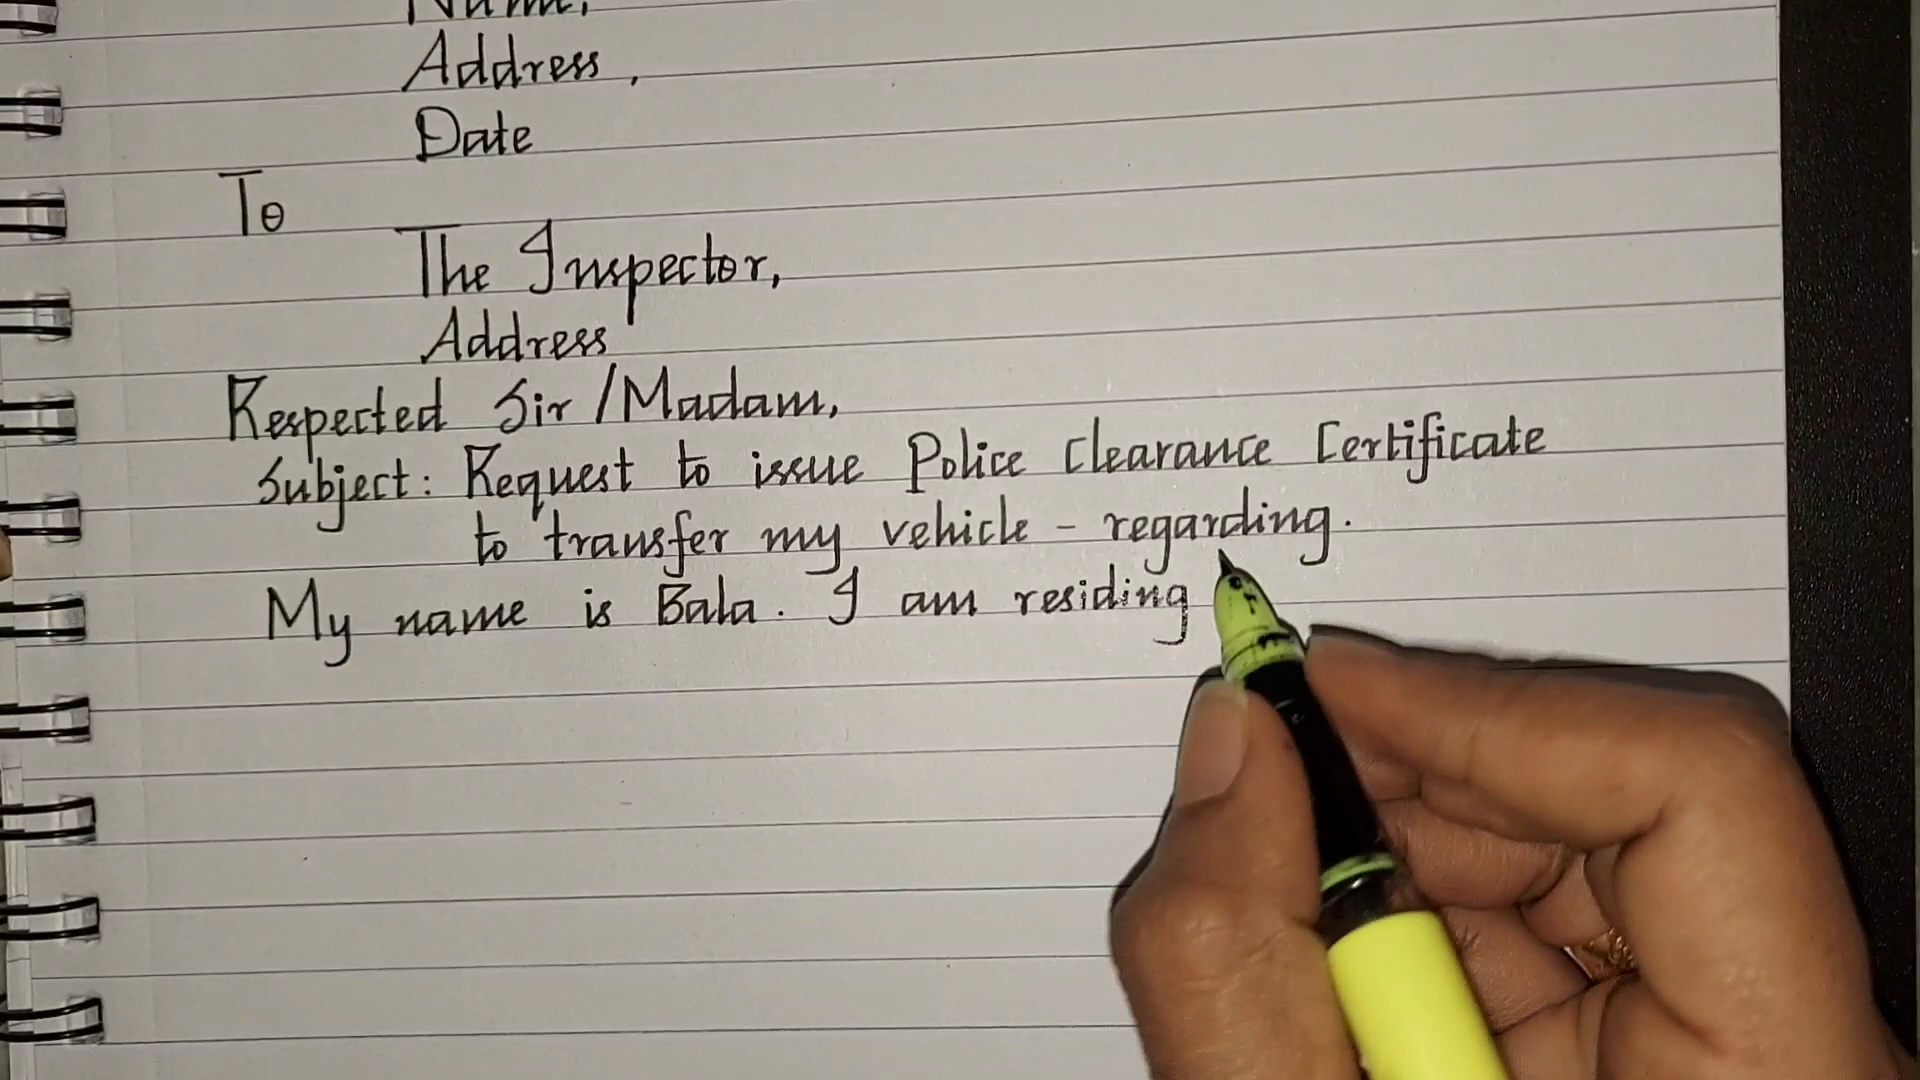 Name,
Address,
Date
To
The Inspector,
Address
Respected Sir/Madam,
Subject: Request to issue Police Clearance Certificate
to transfer my vehicle - regarding.
My name is Bala. I am residing